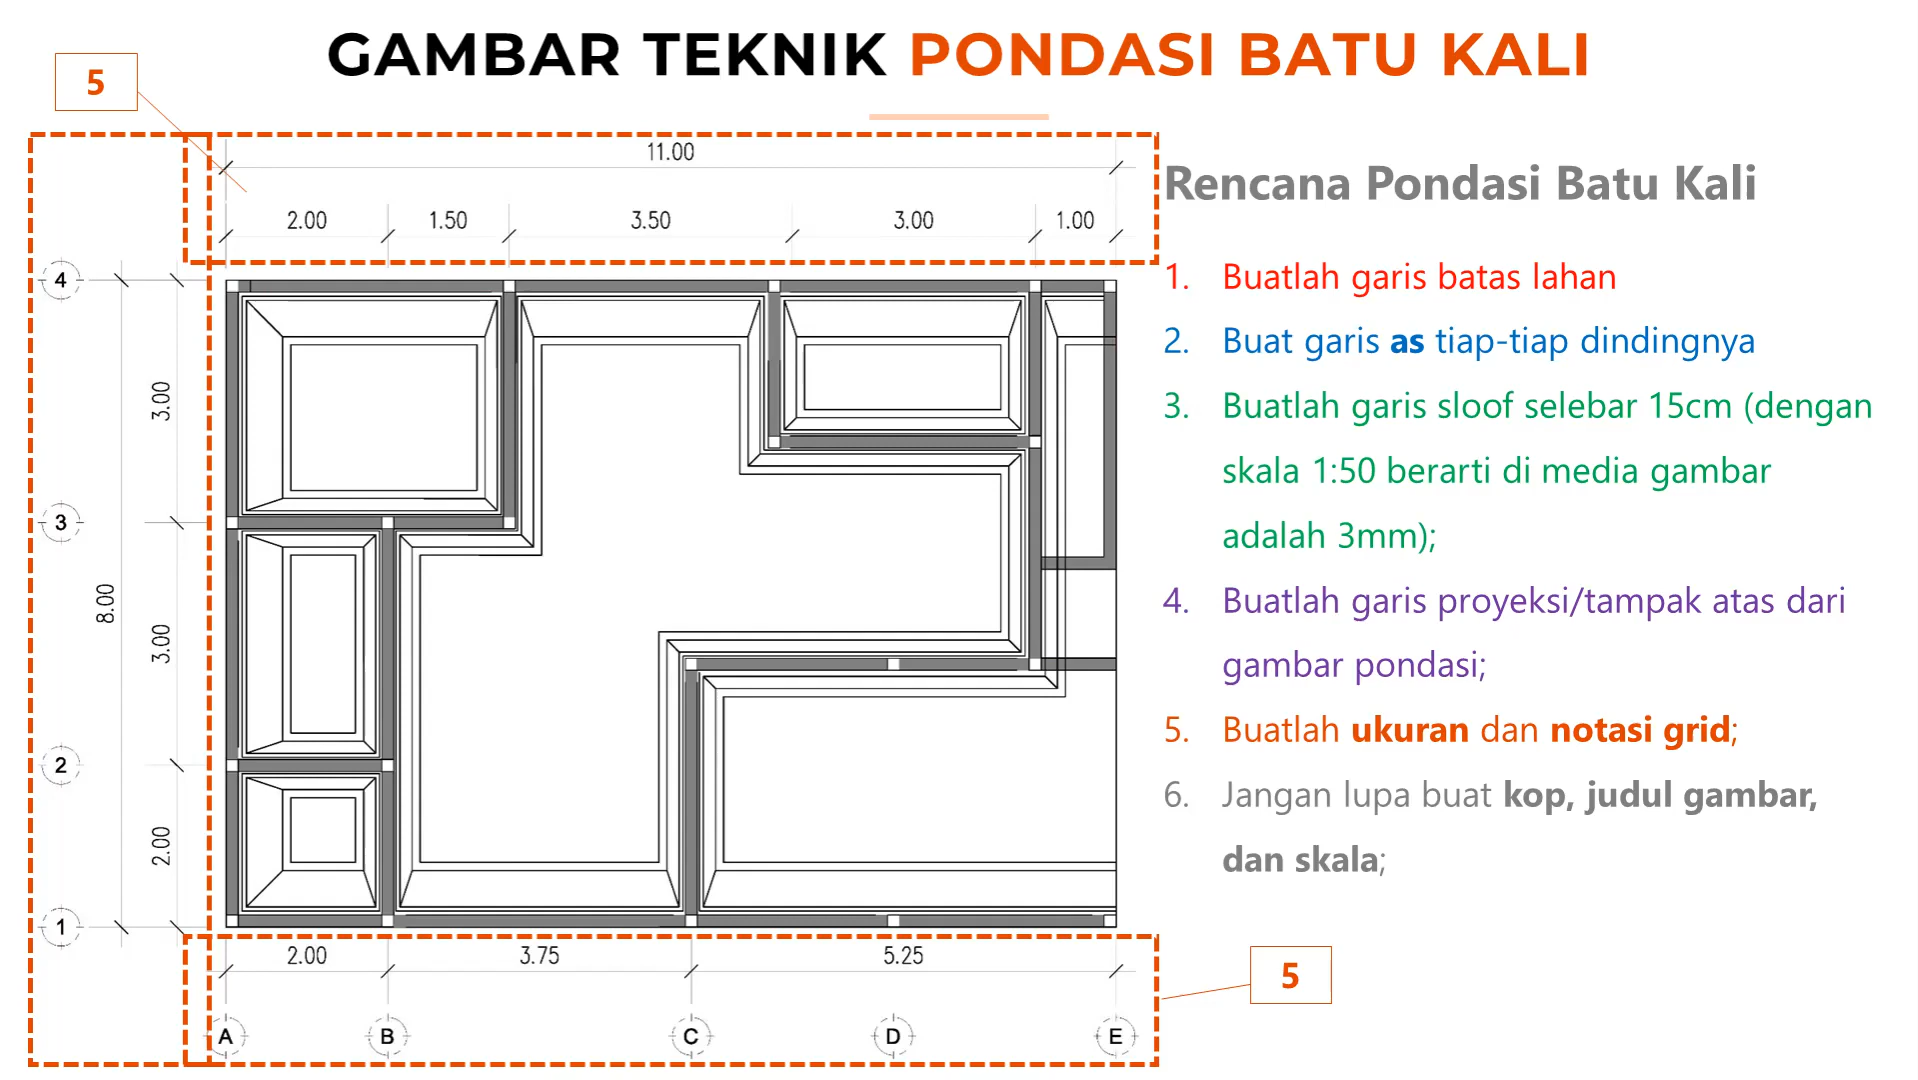 GAMBAR TEKNIK PONDASI BATU KALI
5
11.00
2.00 1.50 3.50 3.00 1.00
4
3
2
1
3.00
3.00
2.00
8.00
2.00 3.75 5.25
A B C D E
5
Rencana Pondasi Batu Kali
1. Buatlah garis batas lahan
2. Buat garis as tiap-tiap dindingnya
3. Buatlah garis sloof selebar 15cm (dengan
skala 1:50 berarti di media gambar
adalah 3mm);
4. Buatlah garis proyeksi/tampak atas dari
gambar pondasi;
5. Buatlah ukuran dan notasi grid;
6. Jangan lupa buat kop, judul gambar,
dan skala;